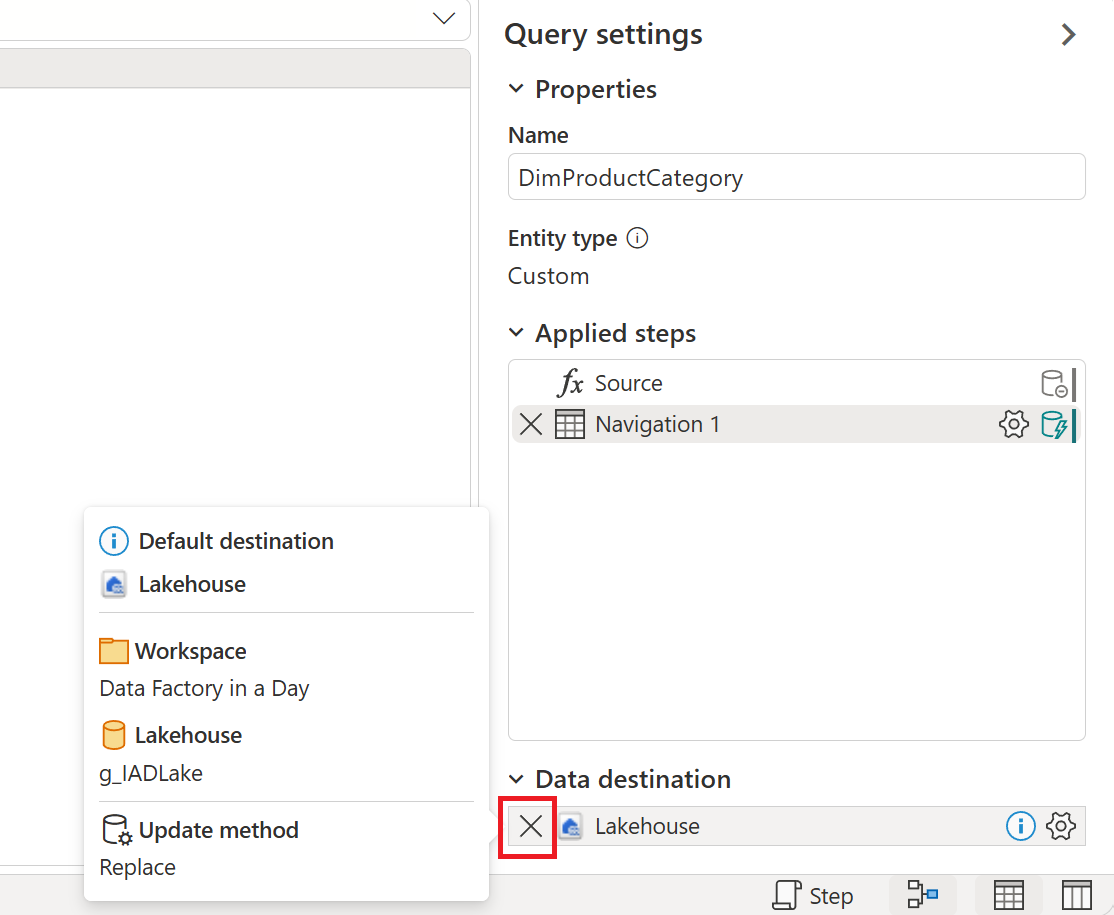 Query settings
Properties
Name
DimProductCategory
Entity type
Custom
Applied steps
fx Source
Navigation 1
Default destination
Lakehouse
Workspace
Data Factory in a Day
Lakehouse
g_IADLake
Update method
Replace
Data destination
Lakehouse
Step